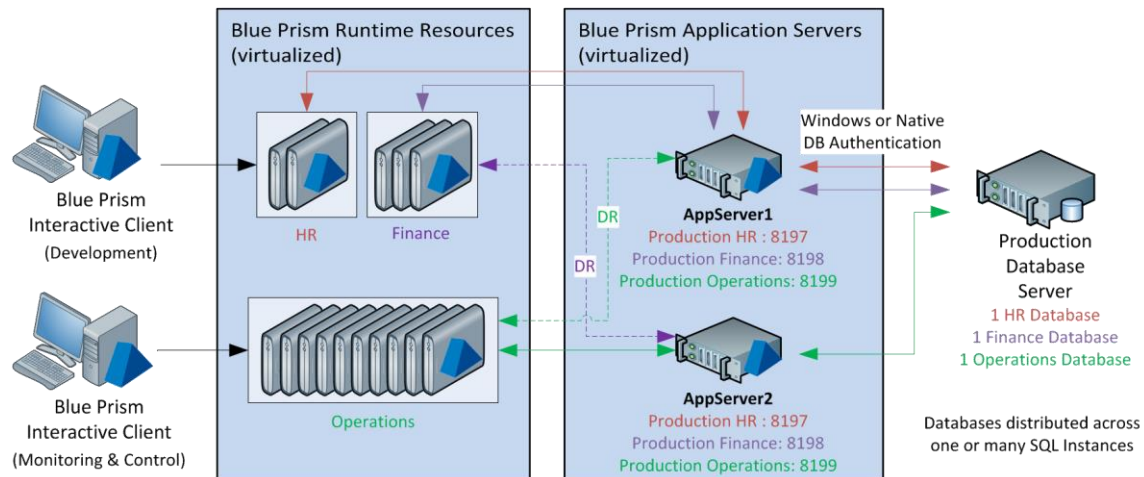 Blue Prism Runtime Resources
(virtualized)
Blue Prism Application Servers
(virtualized)
Blue Prism
Interactive Client
(Development)
HR
Finance
DR
DR
AppServer1
Production HR : 8197
Production Finance: 8198
Production Operations: 8199
Windows or Native
DB Authentication
Production
Database
Server
1 HR Database
1 Finance Database
1 Operations Database
Blue Prism
Interactive Client
(Monitoring & Control)
Operations
AppServer2
Production HR : 8197
Production Finance: 8198
Production Operations: 8199
Databases distributed across
one or many SQL Instances